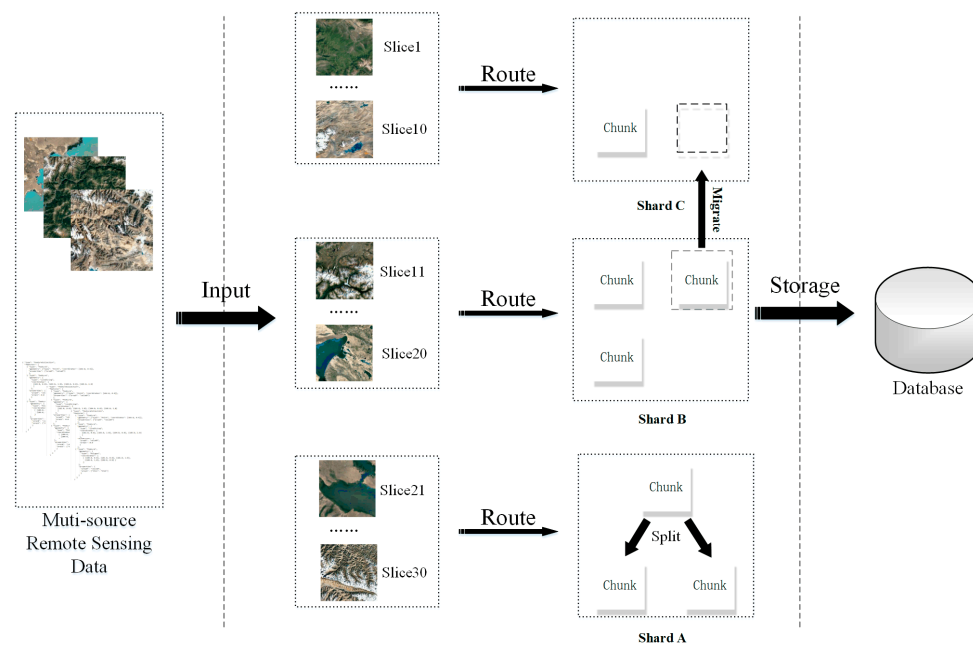 Muti-source
Remote Sensing
Data
Input
Slice1
......
Slice10
Route
Chunk
Shard C
Migrate
Slice11
......
Slice20
Route
Chunk
Chunk
Chunk
Shard B
Slice21
......
Slice30
Route
Chunk
Split
Chunk
Chunk
Shard A
Storage
Database